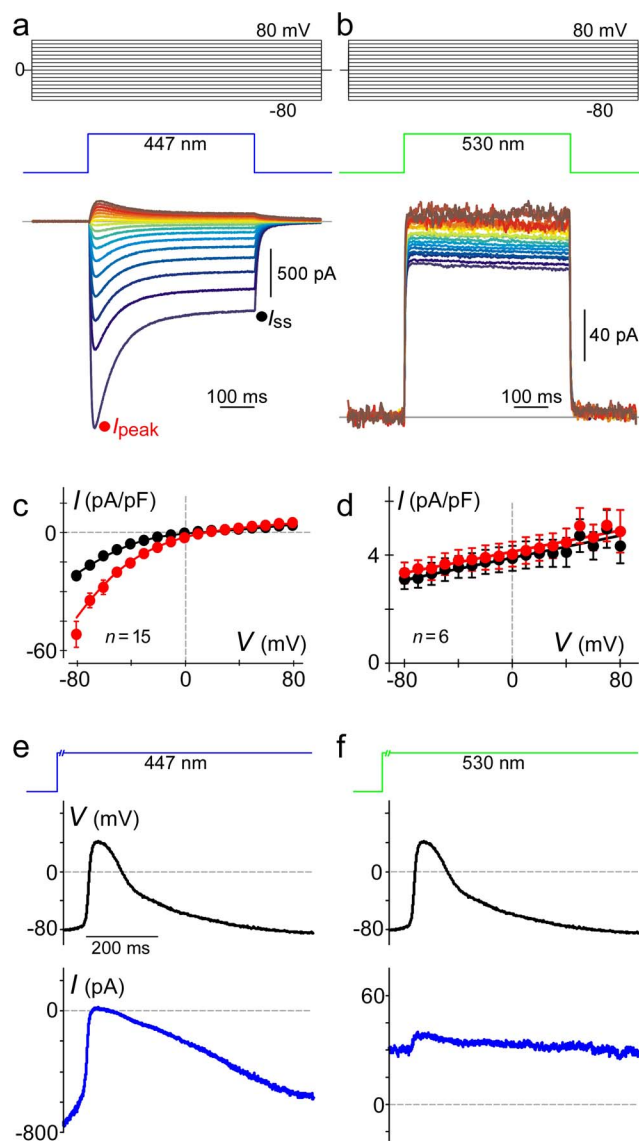 a
80 mV
0
-80
447 nm
500 pA
Iss
100 ms
Ipeak
b
80 mV
-80
530 nm
40 pA
100 ms
c
I (pA/pF)
0
-60
n = 15
V (mV)
-80
0
80
d
I (pA/pF)
4
0
n = 6
V (mV)
-80
0
80
e
447 nm
V (mV)
0
-80
200 ms
I (pA)
0
-800
f
530 nm
0
-80
60
0